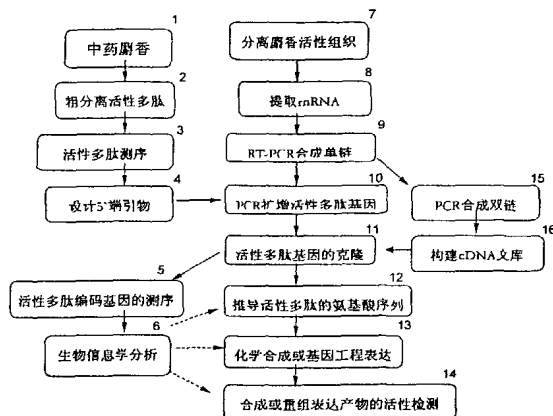 1
中药麝香
2
粗分离活性多肽
3
活性多肽测序
4
设计5'端引物
7
分离麝香活性组织
8
提取mRNA
9
RT-PCR合成单链
10
PCR扩增活性多肽基因
15
PCR合成双链
16
构建cDNA文库
11
活性多肽基因的克隆
5
活性多肽编码基因的测序
6
生物信息学分析
12
推导活性多肽的氨基酸序列
13
化学合成或基因工程表达
14
合成或重组表达产物的活性检测